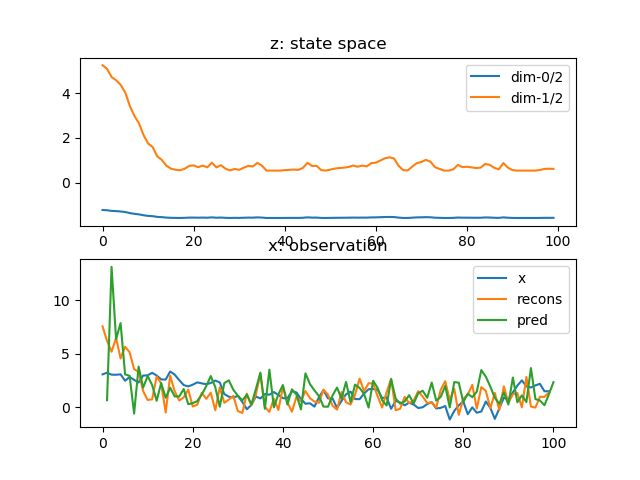 z: state space
dim-0/2
dim-1/2
4
2
0
0 20 40 60 80 100
x: observation
x
recons
pred
10
5
0
0 20 40 60 80 100